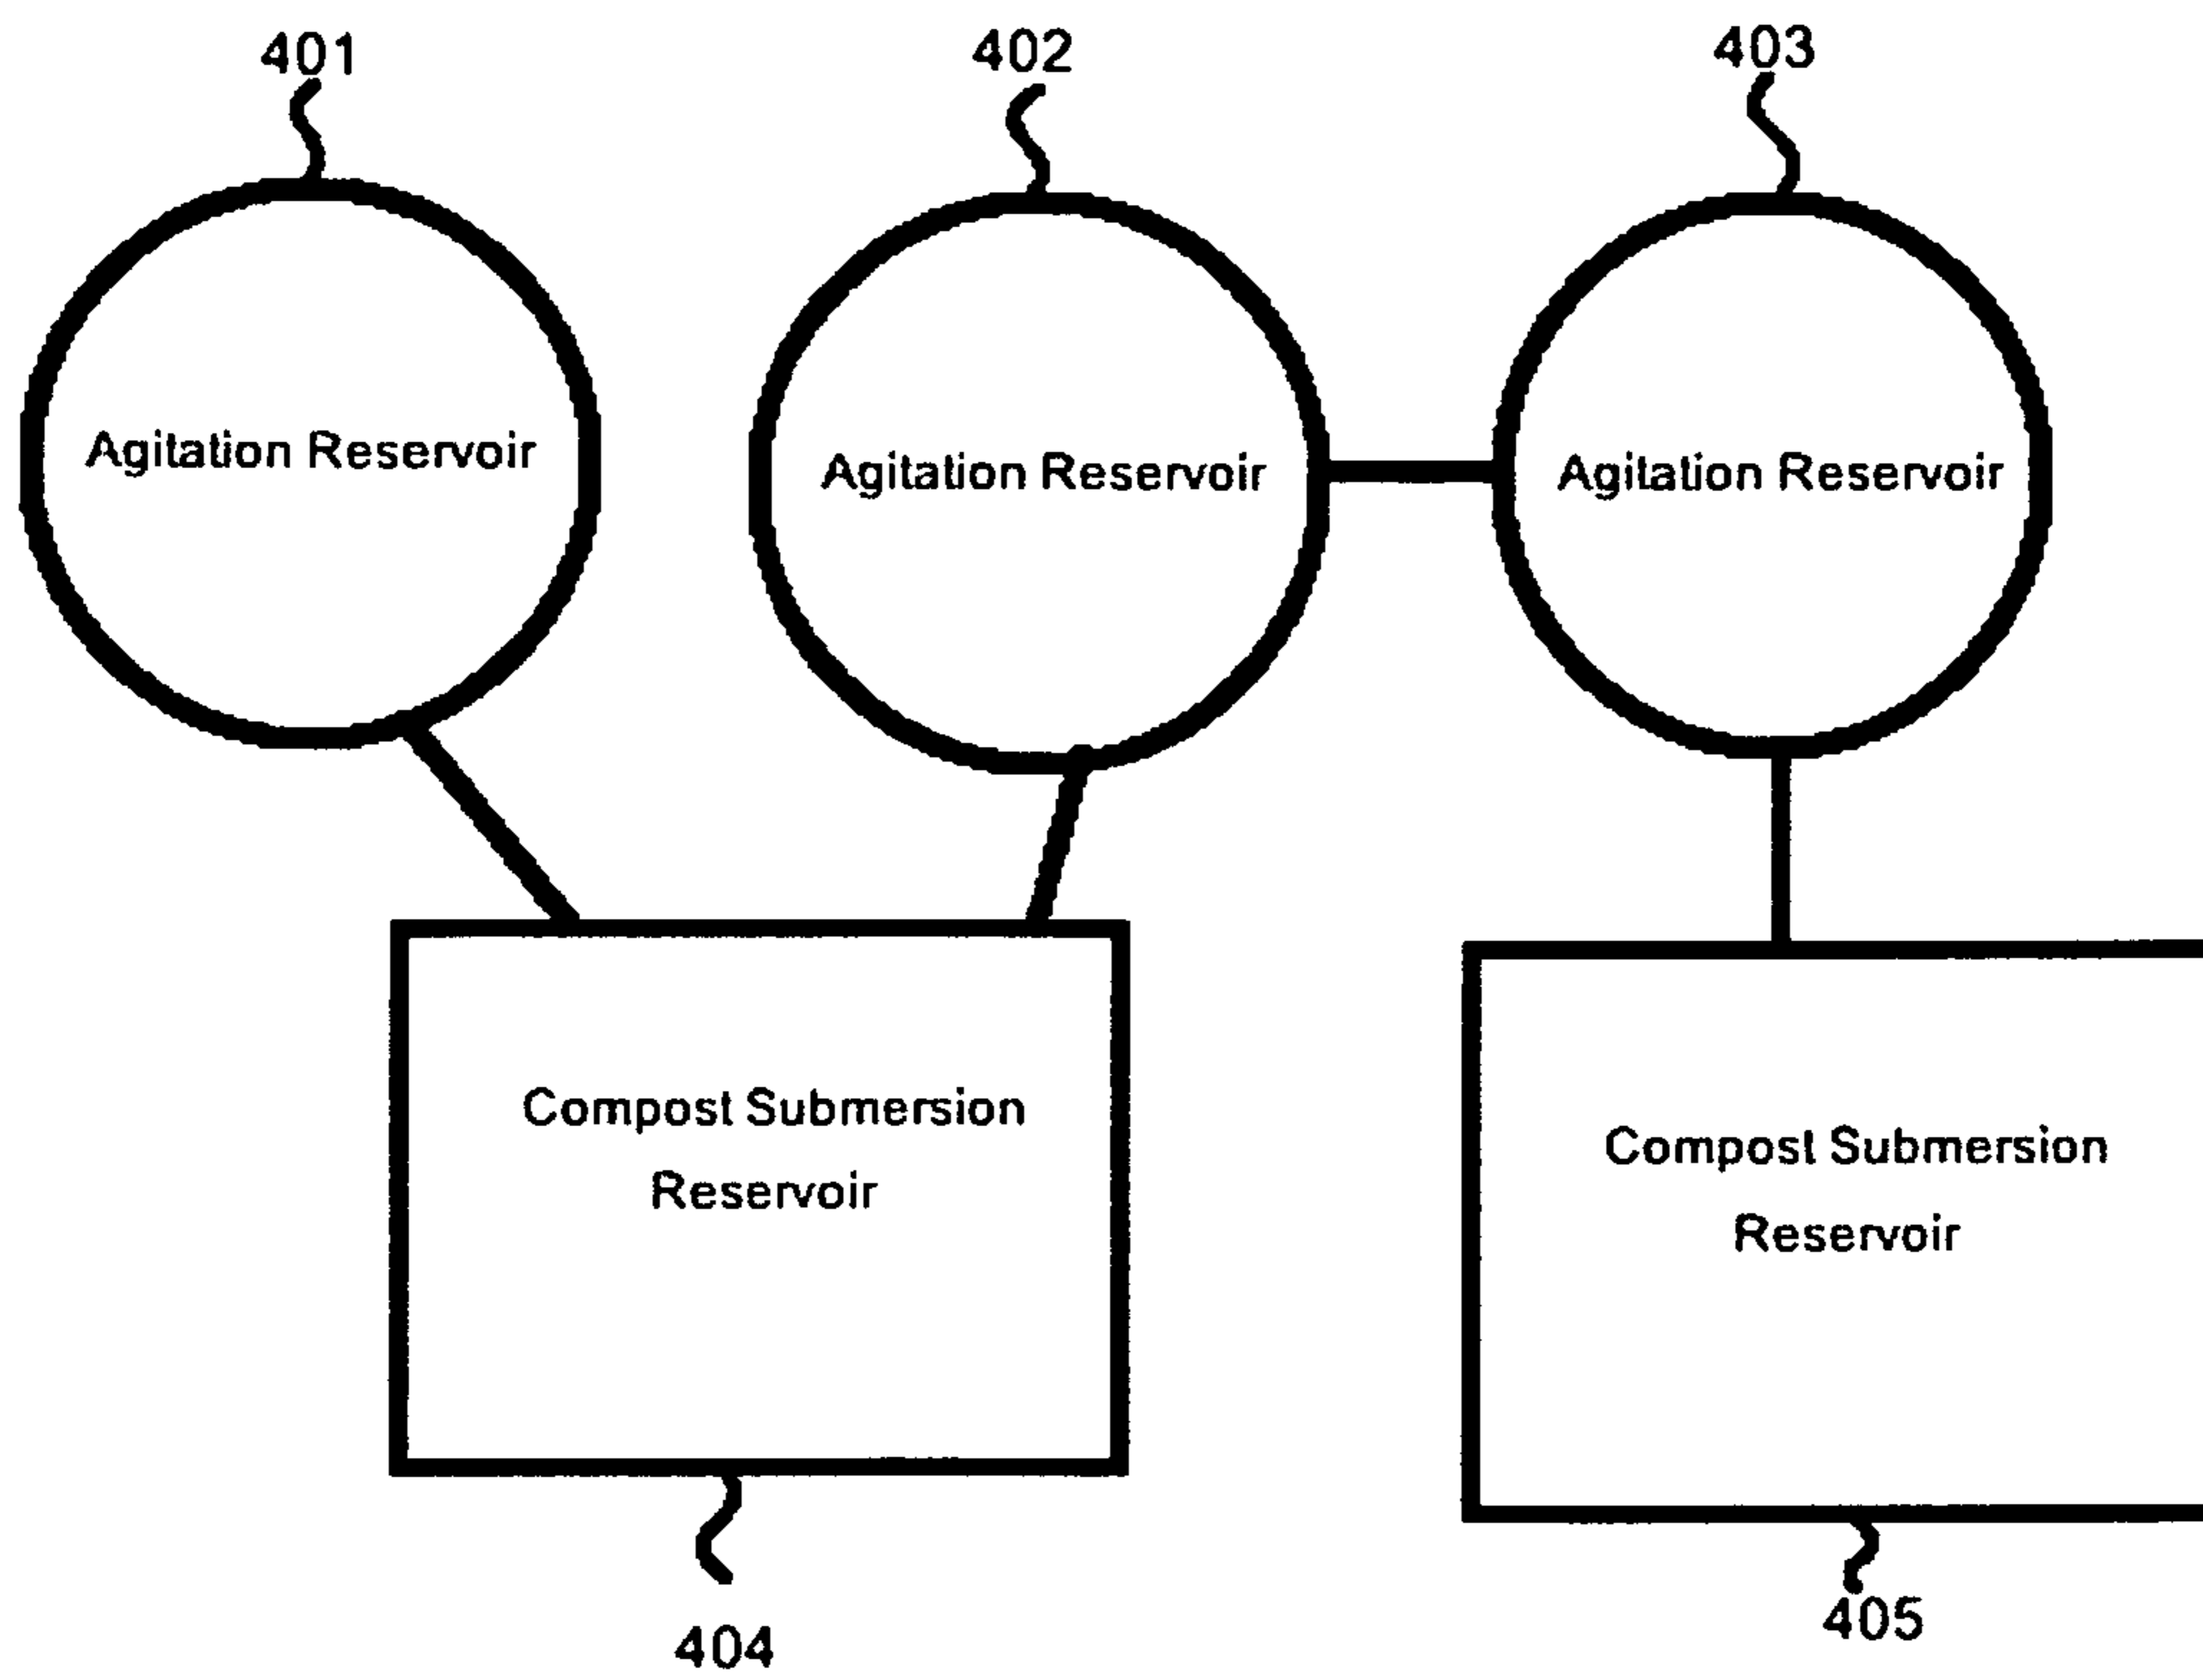 401
402
403
Agitation Reservoir
Agitation Reservoir
Agitation Reservoir
Compost Submersion
Reservoir
Compost Submersion
Reservoir
404
405